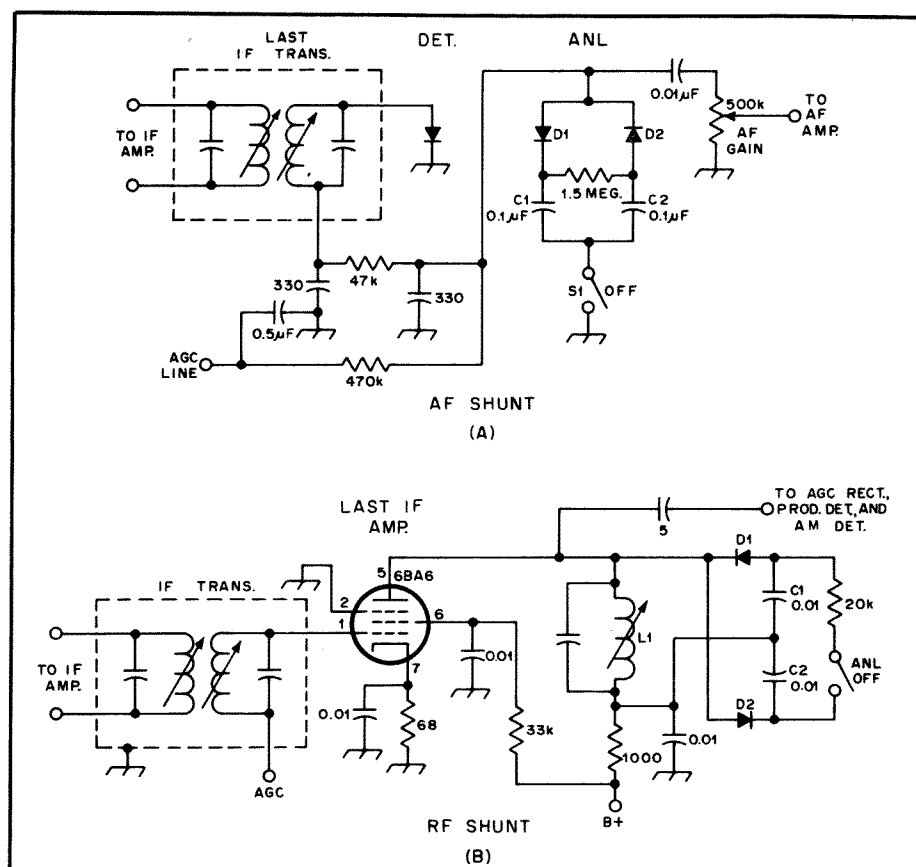 LAST
IF TRANS.
DET.
ANL
TO IF
AMP.
0.01µF
500k
AF
GAIN
TO
AF
AMP.
D1
D2
1.5 MEG.
C1
0.1µF
C2
0.1µF
S1
OFF
330
47k
330
0.5µF
AGC
LINE
470k
AF SHUNT
(A)
LAST IF
AMP.
TO AGC RECT.,
PROD. DET., AND
AM DET.
5
D1
5
6BA6
2
1
6
7
IF TRANS.
TO IF
AMP.
0.01
68
0.01
33k
L1
C1
0.01
20k
C2
0.01
ANL
OFF
D2
1000
0.01
AGC
B+
RF SHUNT
(B)